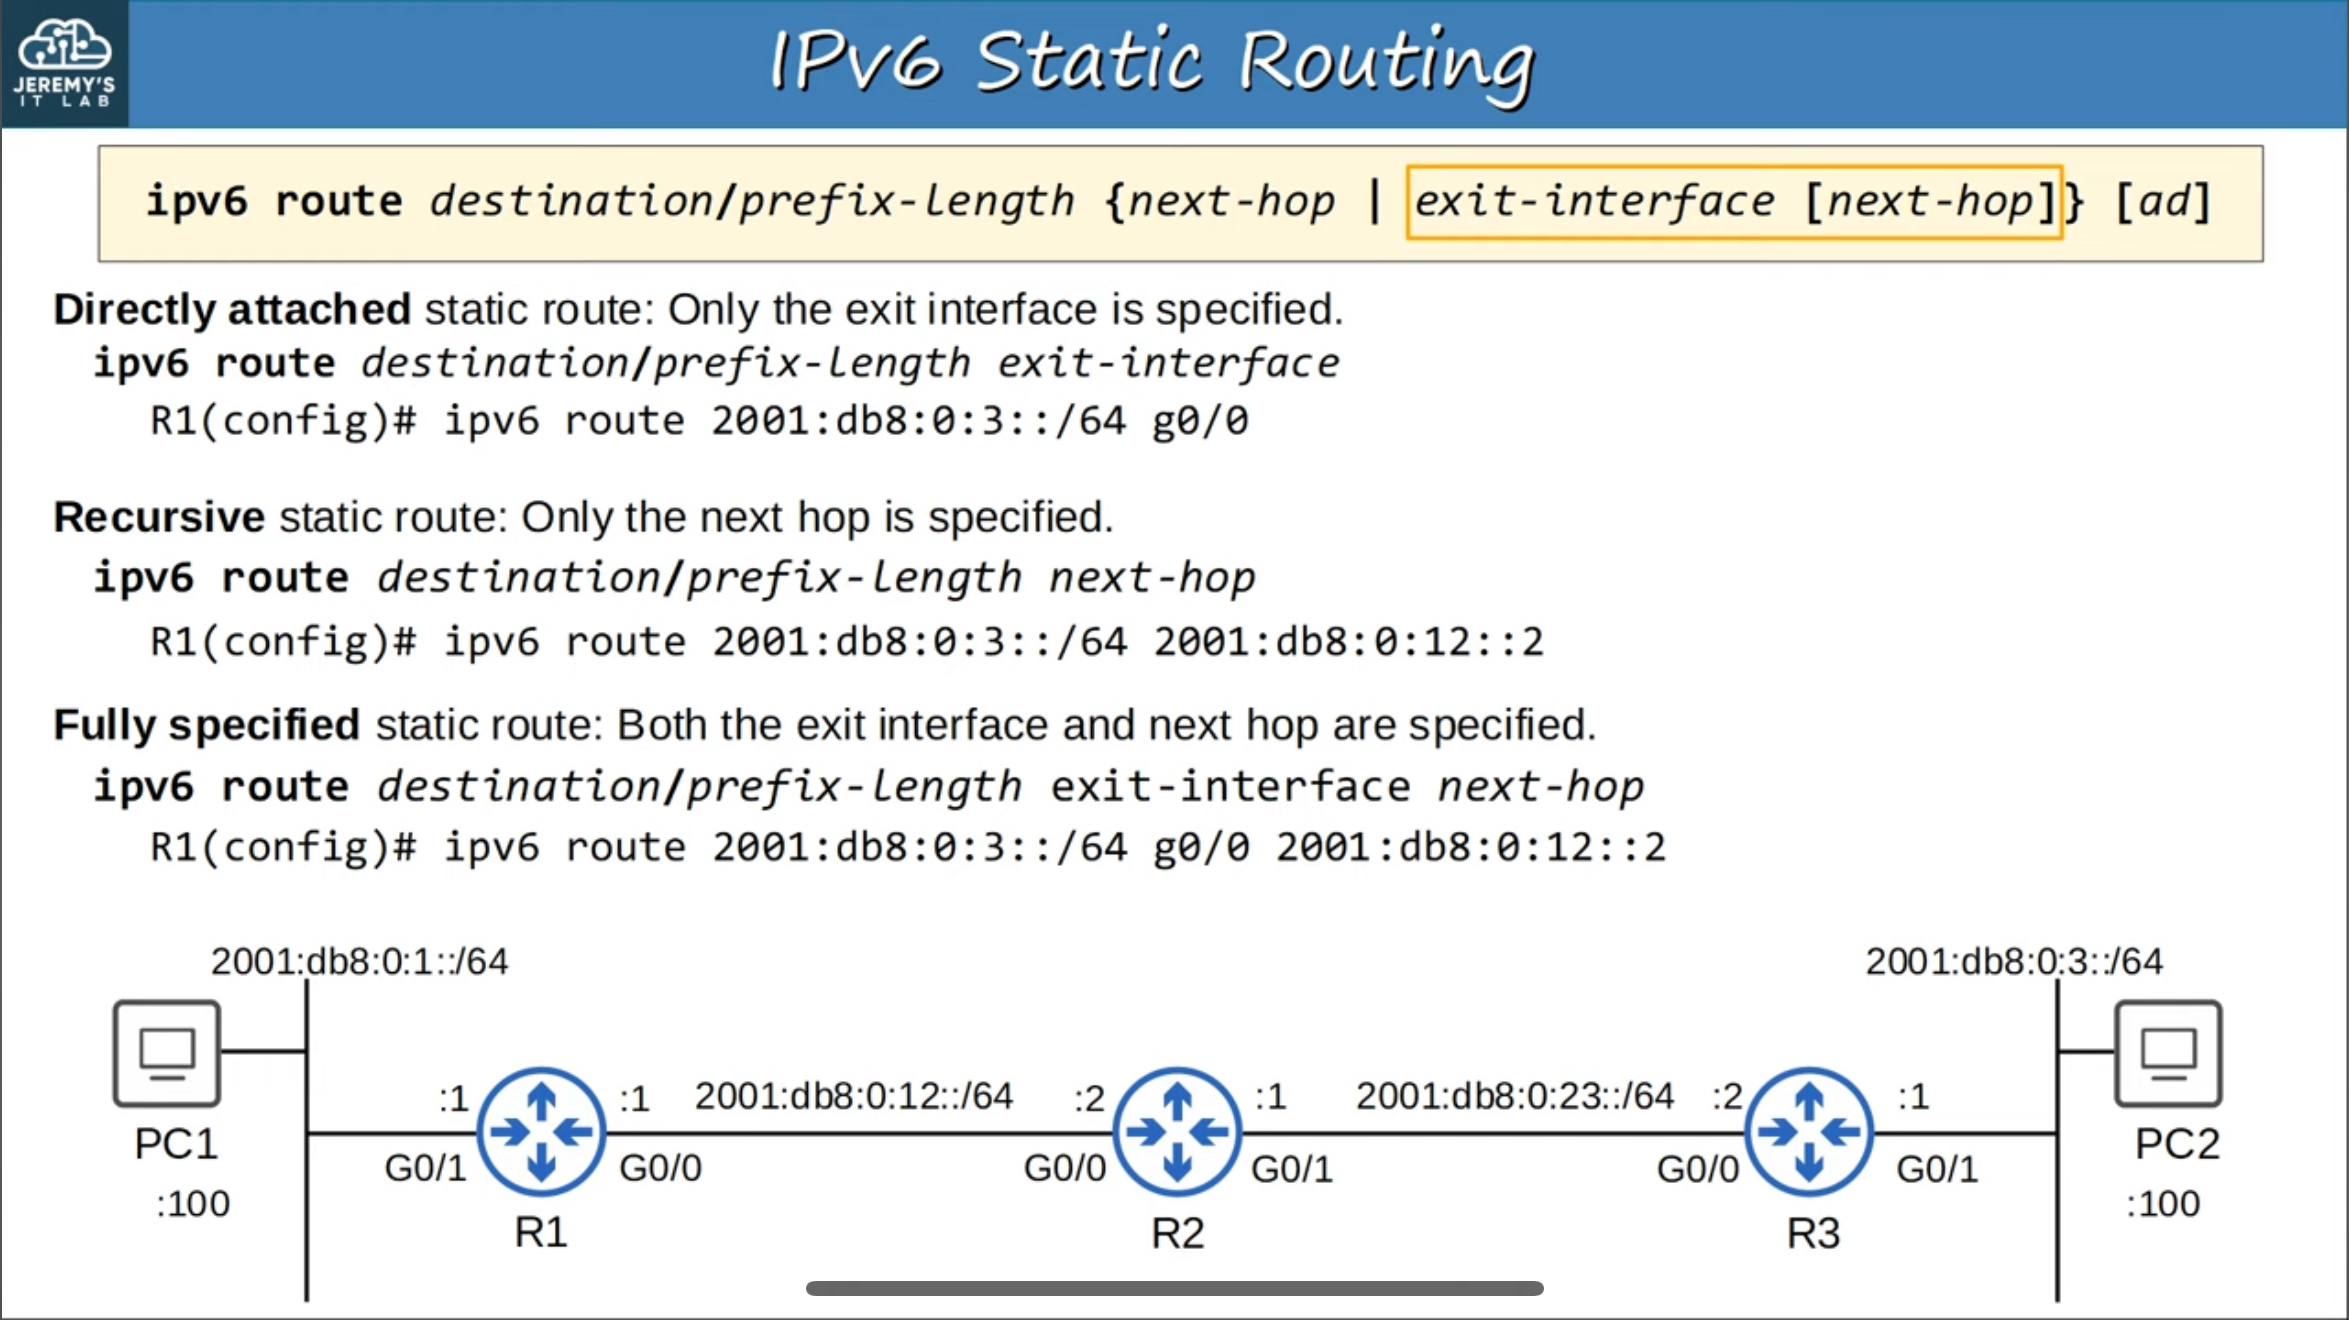 JEREMY'S
IT LAB
IPv6 Static Routing
ipv6 route destination/prefix-length {next-hop | exit-interface [next-hop]} [ad]
Directly attached static route: Only the exit interface is specified.
ipv6 route destination/prefix-length exit-interface
R1(config)# ipv6 route 2001:db8:0:3::/64 g0/0
Recursive static route: Only the next hop is specified.
ipv6 route destination/prefix-length next-hop
R1(config)# ipv6 route 2001:db8:0:3::/64 2001:db8:0:12::2
Fully specified static route: Both the exit interface and next hop are specified.
ipv6 route destination/prefix-length exit-interface next-hop
R1(config)# ipv6 route 2001:db8:0:3::/64 g0/0 2001:db8:0:12::2
2001:db8:0:1::/64 2001:db8:0:3::/64
:1 :1 2001:db8:0:12::/64 :2 :1 2001:db8:0:23::/64 :2 :1
PC1 G0/1 G0/0 G0/0 G0/1 G0/0 G0/1 PC2
:100 :100
R1 R2 R3